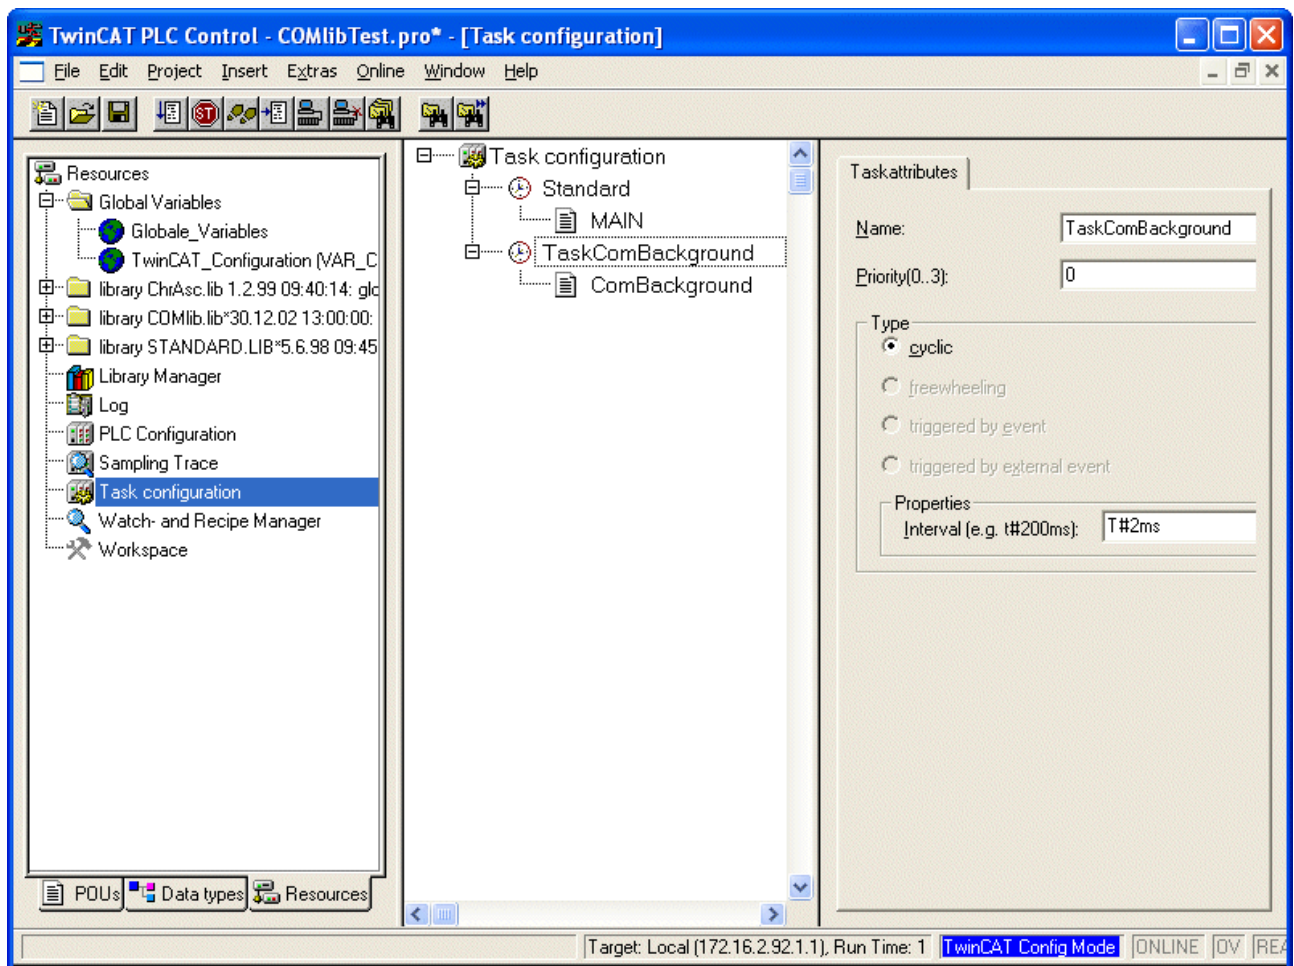 TwinCAT PLC Control - COMlibTest.pro* - [Task configuration]
File Edit Project Insert Extras Online Window Help
Resources
Global Variables
Globale_Variables
TwinCAT_Configuration (VAR_C
library ChrAsc.lib 1.2.99 09:40:14: glo
library COMlib.lib*30.12.02 13:00:00:
library STANDARD.LIB*5.6.98 09:45
Library Manager
Log
PLC Configuration
Sampling Trace
Task configuration
Watch- and Recipe Manager
Workspace
POUs Data types Resources
Task configuration
Standard
MAIN
TaskComBackground
ComBackground
Taskattributes
Name: TaskComBackground
Priority(0..3): 0
Type
cyclic
freewheeling
triggered by event
triggered by external event
Properties
Interval (e.g. t#200ms): T#2ms
Target: Local (172.16.2.92.1.1), Run Time: 1 TwinCAT Config Mode ONLINE OV REA